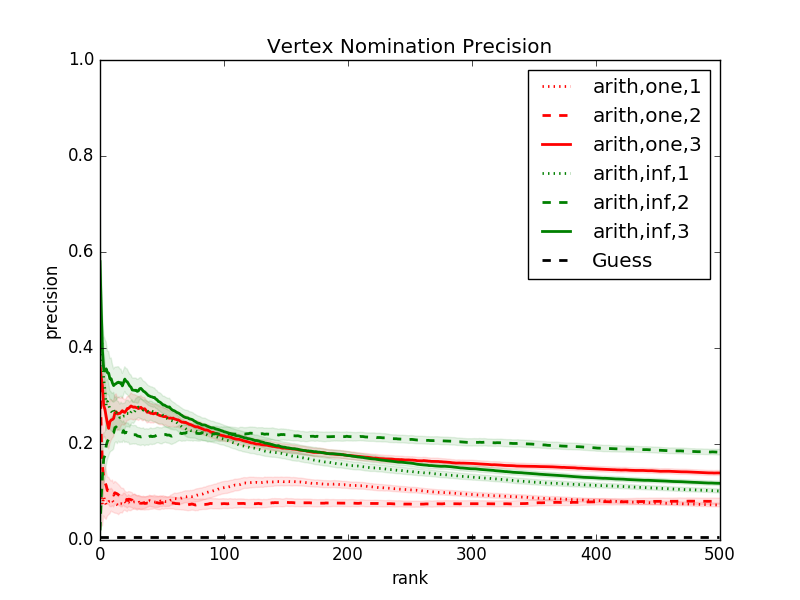 Vertex Nomination Precision
1.0
0.8
0.6
0.4
0.2
0.0
precision
arith,one,1
arith,one,2
arith,one,3
arith,inf,1
arith,inf,2
arith,inf,3
Guess
0 100 200 300 400 500
rank